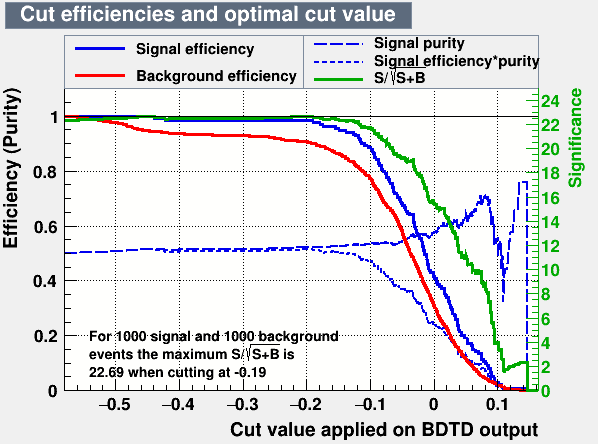 Cut efficiencies and optimal cut value
Signal efficiency
Background efficiency
Signal purity
Signal efficiency*purity
S/√S+B
Efficiency (Purity)
1
0.8
0.6
0.4
0.2
0
Significance
24
22
20
18
16
14
12
10
8
6
4
2
0
For 1000 signal and 1000 background
events the maximum S/√S+B is
22.69 when cutting at -0.19
−0.5 −0.4 −0.3 −0.2 −0.1 0 0.1
Cut value applied on BDTD output